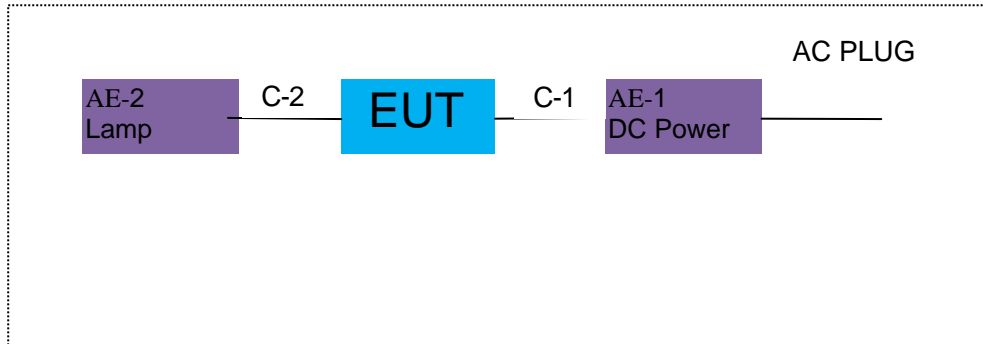 AC PLUG
AE-2
Lamp
C-2
EUT
C-1
AE-1
DC Power